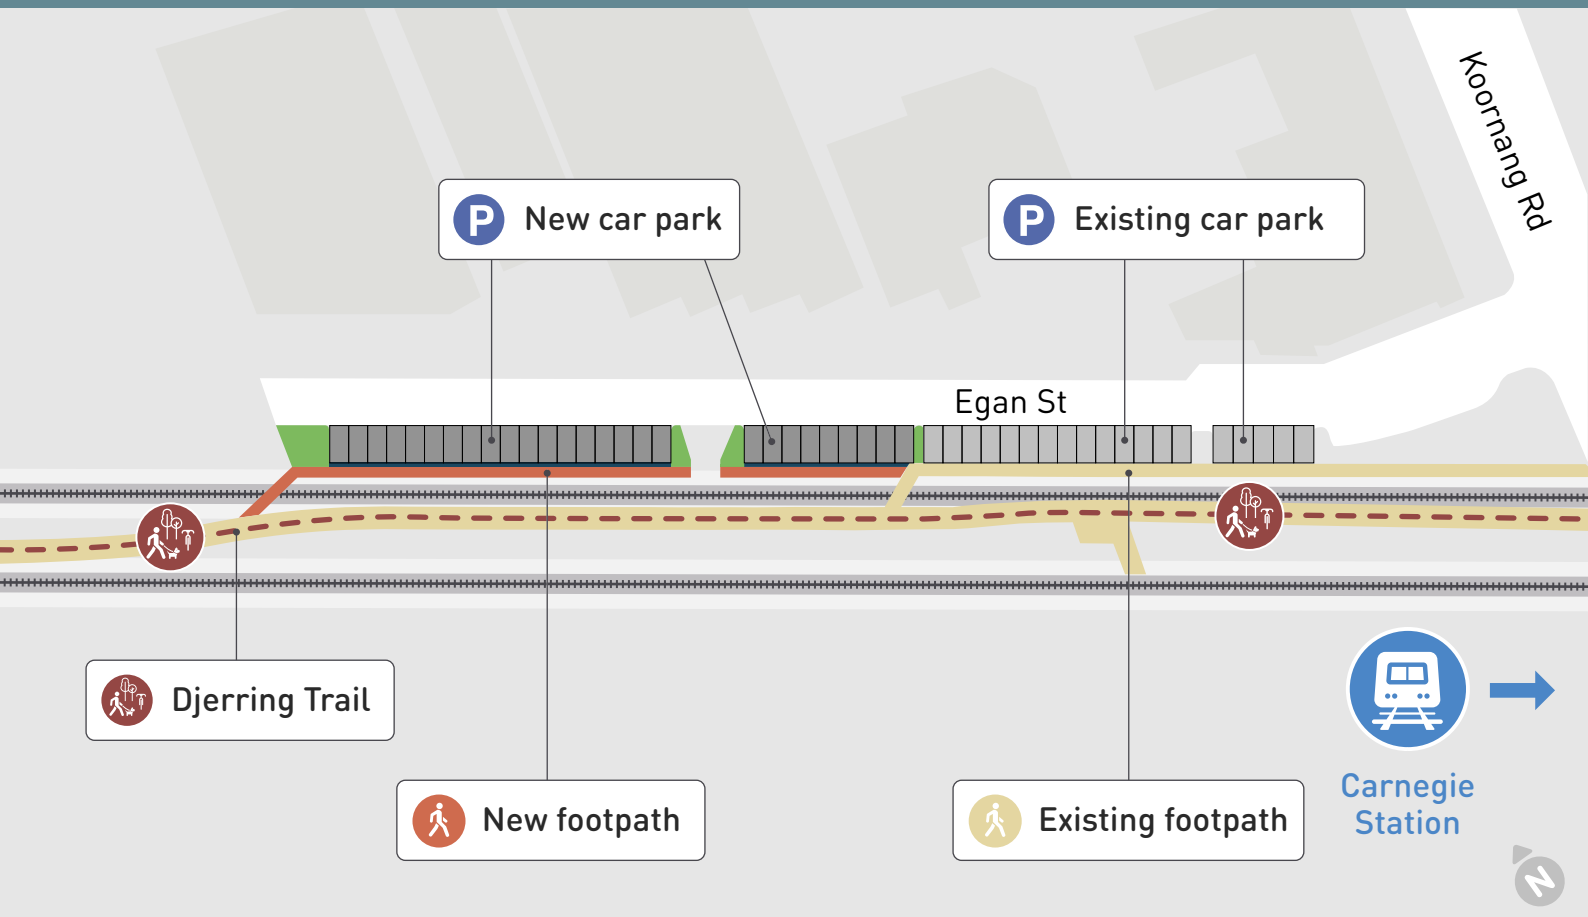 Koornang Rd
P New car park
P Existing car park
Egan St
Djerring Trail
New footpath
Existing footpath
Carnegie
Station
N